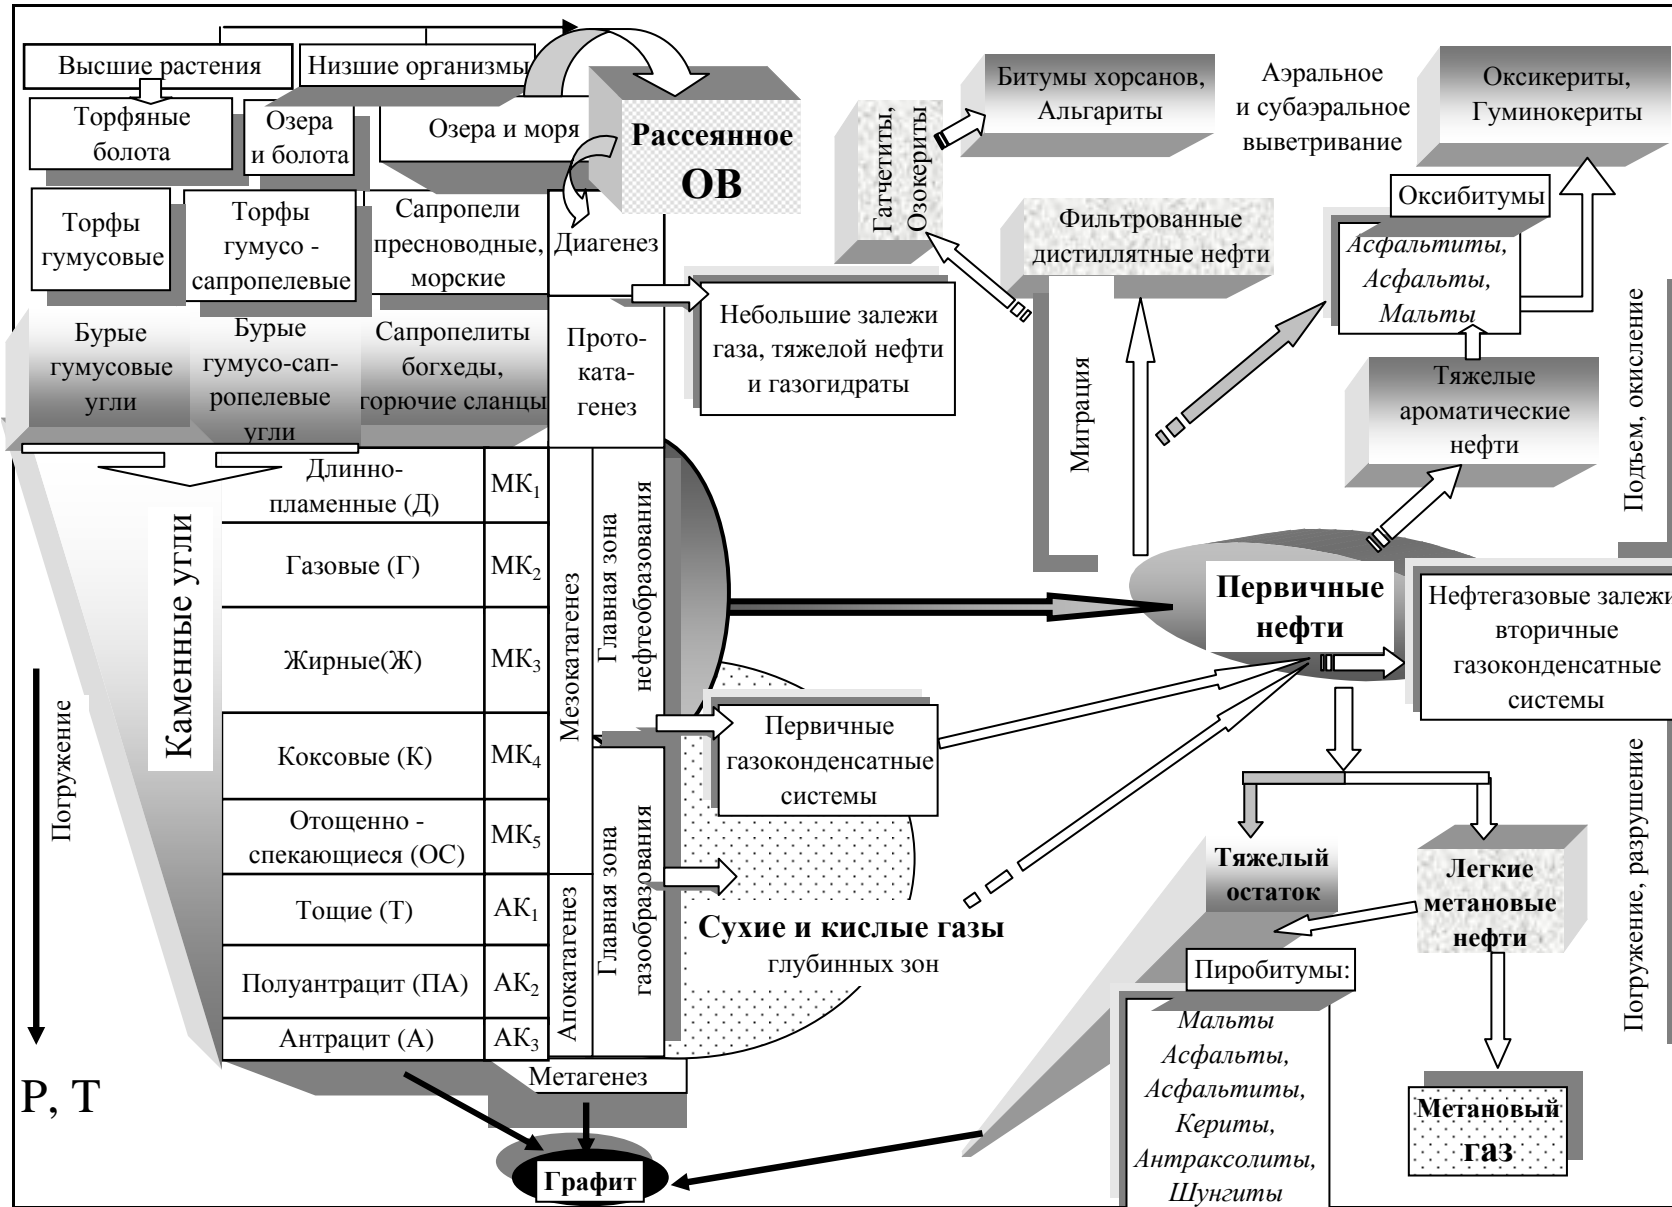 Высшие растения
Низшие организмы
Торфяные
болота
Озера
и болота
Озера и моря
Рассеянное
ОВ
Торфы
гумусовые
Торфы
гумусо -
сапропелевые
Сапропели
пресноводные,
морские
Диагенез
Бурые
гумусовые
угли
Бурые
гумусо-сап-
ропелевые
угли
Сапропелиты
богхеды,
горючие сланцы
Прото-
ката-
генез
Небольшие залежи
газа, тяжелой нефти
и газогидраты
Каменные угли
Длинно-
пламенные (Д)
МК1
Газовые (Г)
МК2
Жирные(Ж)
МК3
Коксовые (К)
МК4
Отощенно -
спекающиеся (ОС)
МК5
Тощие (Т)
АК1
Полуантрацит (ПА)
АК2
Антрацит (А)
АК3
Мезокатагенез
Апокатагенез
Главная зона
нефтеобразования
Главная зона
газообразования
Метагенез
Графит
Погружение
Р, Т
Первичные
газоконденсатные
системы
Сухие и кислые газы
глубинных зон
Гатчетиты,
Озокериты
Битумы хорсанов,
Альгариты
Аэральное
и субаэральное
выветривание
Оксикериты,
Гуминокериты
Фильтрованные
дистиллятные нефти
Оксибитумы
Асфальтиты,
Асфальты,
Мальты
Тяжелые
ароматические
нефти
Миграция
Подъем, окисление
Первичные
нефти
Нефтегазовые залежи
вторичные
газоконденсатные
системы
Погружение, разрушение
Тяжелый
остаток
Легкие
метановые
нефти
Пиробитумы:
Мальты
Асфальты,
Асфальтиты,
Кериты,
Антраксолиты,
Шунгиты
Метановый
газ